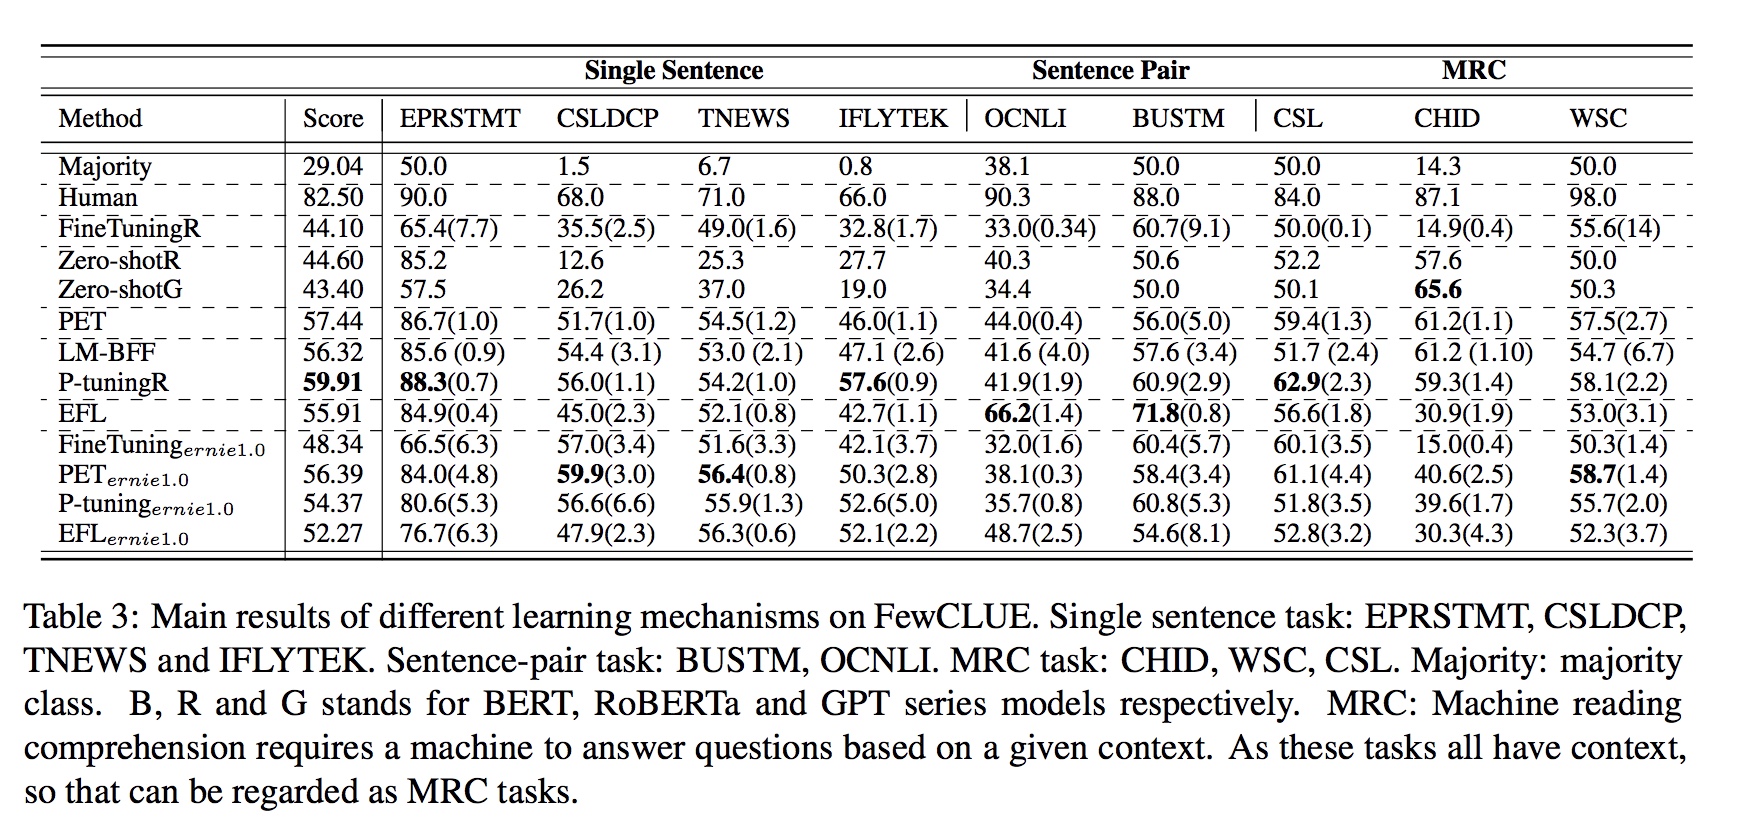 Single Sentence Sentence Pair MRC
Method Score EPRSTMT CSLDCP TNEWS IFLYTEK OCNLI BUSTM CSL CHID WSC
Majority 29.04 50.0 1.5 6.7 0.8 38.1 50.0 50.0 14.3 50.0
Human 82.50 90.0 68.0 71.0 66.0 90.3 88.0 84.0 87.1 98.0
FineTuningR 44.10 65.4(7.7) 35.5(2.5) 49.0(1.6) 32.8(1.7) 33.0(0.34) 60.7(9.1) 50.0(0.1) 14.9(0.4) 55.6(14)
Zero-shotR 44.60 85.2 12.6 25.3 27.7 40.3 50.6 52.2 57.6 50.0
Zero-shotG 43.40 57.5 26.2 37.0 19.0 34.4 50.0 50.1 65.6 50.3
PET 57.44 86.7(1.0) 51.7(1.0) 54.5(1.2) 46.0(1.1) 44.0(0.4) 56.0(5.0) 59.4(1.3) 61.2(1.1) 57.5(2.7)
LM-BFF 56.32 85.6 (0.9) 54.4 (3.1) 53.0 (2.1) 47.1 (2.6) 41.6 (4.0) 57.6 (3.4) 51.7 (2.4) 61.2 (1.10) 54.7 (6.7)
P-tuningR 59.91 88.3(0.7) 56.0(1.1) 54.2(1.0) 57.6(0.9) 41.9(1.9) 60.9(2.9) 62.9(2.3) 59.3(1.4) 58.1(2.2)
EFL 55.91 84.9(0.4) 45.0(2.3) 52.1(0.8) 42.7(1.1) 66.2(1.4) 71.8(0.8) 56.6(1.8) 30.9(1.9) 53.0(3.1)
FineTuningernie1.0 48.34 66.5(6.3) 57.0(3.4) 51.6(3.3) 42.1(3.7) 32.0(1.6) 60.4(5.7) 60.1(3.5) 15.0(0.4) 50.3(1.4)
PETernie1.0 56.39 84.0(4.8) 59.9(3.0) 56.4(0.8) 50.3(2.8) 38.1(0.3) 58.4(3.4) 61.1(4.4) 40.6(2.5) 58.7(1.4)
P-tuningernie1.0 54.37 80.6(5.3) 56.6(6.6) 55.9(1.3) 52.6(5.0) 35.7(0.8) 60.8(5.3) 51.8(3.5) 39.6(1.7) 55.7(2.0)
EFLernie1.0 52.27 76.7(6.3) 47.9(2.3) 56.3(0.6) 52.1(2.2) 48.7(2.5) 54.6(8.1) 52.8(3.2) 30.3(4.3) 52.3(3.7)
Table 3: Main results of different learning mechanisms on FewCLUE. Single sentence task: EPRSTMT, CSLDCP,
TNEWS and IFLYTEK. Sentence-pair task: BUSTM, OCNLI. MRC task: CHID, WSC, CSL. Majority: majority
class. B, R and G stands for BERT, RoBERTa and GPT series models respectively. MRC: Machine reading
comprehension requires a machine to answer questions based on a given context. As these tasks all have context,
so that can be regarded as MRC tasks.